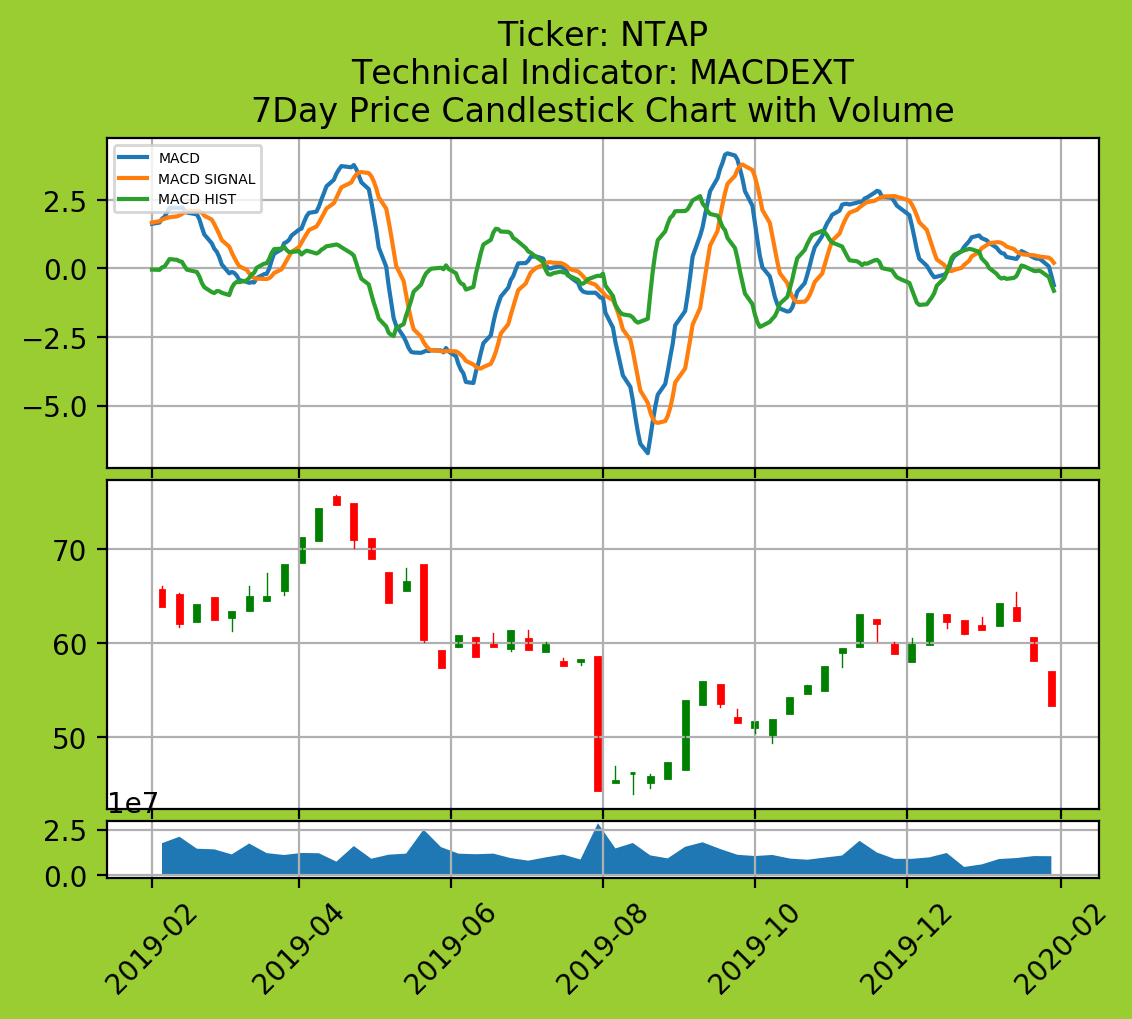 Ticker: NTAP
Technical Indicator: MACDEXT
7Day Price Candlestick Chart with Volume
MACD
MACD SIGNAL
MACD HIST
2.5
0.0
−2.5
−5.0
70
60
50
1e7
2.5
0.0
2019-02
2019-04
2019-06
2019-08
2019-10
2019-12
2020-02